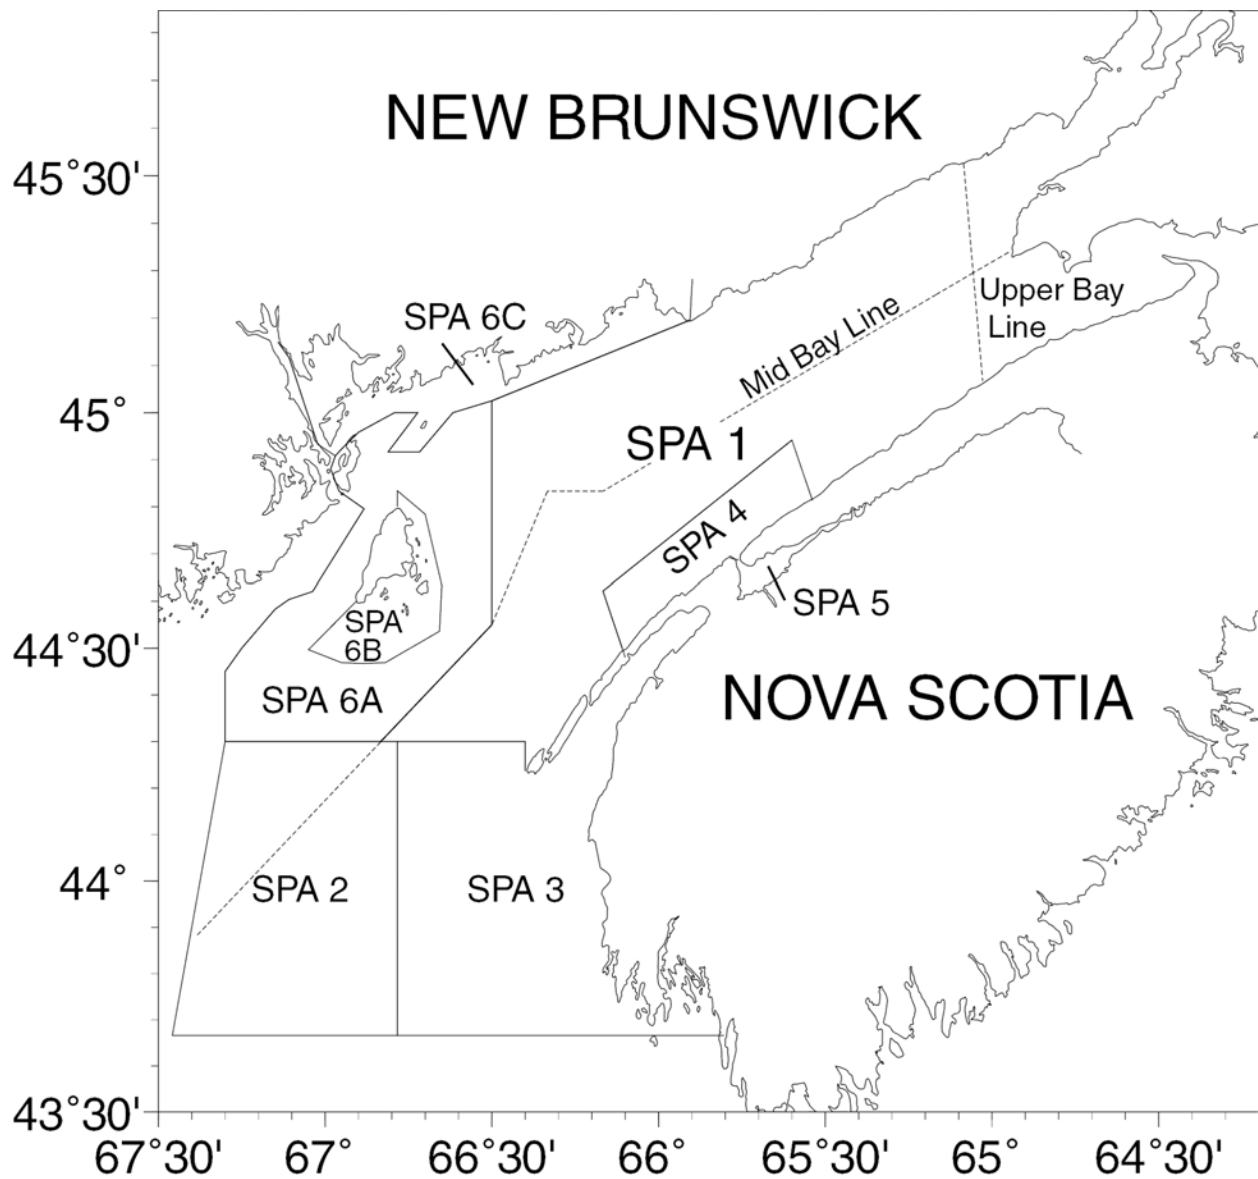 NEW BRUNSWICK
45°30'
Upper Bay
Line
SPA 6C
Mid Bay Line
45°
SPA 1
SPA 4
SPA 5
SPA
6B
44°30'
SPA 6A
NOVA SCOTIA
44°
SPA 2
SPA 3
43°30'
67°30'
67°
66°30'
66°
65°30'
65°
64°30'